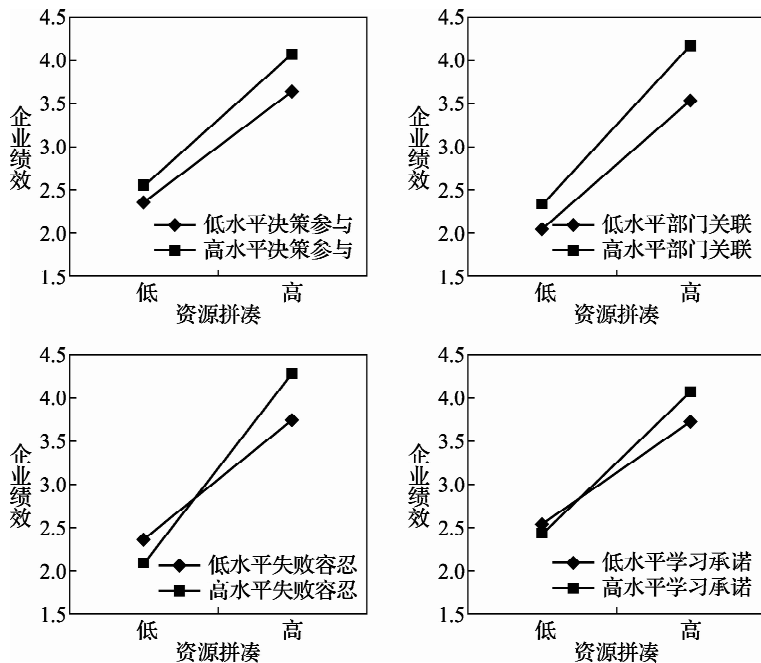 4.5
4.0
3.5
3.0
2.5
2.0
1.5
企业绩效
低水平决策参与
高水平决策参与
低
高
资源拼凑
4.5
4.0
3.5
3.0
2.5
2.0
1.5
企业绩效
低水平部门关联
高水平部门关联
低
高
资源拼凑
4.5
4.0
3.5
3.0
2.5
2.0
1.5
企业绩效
低水平失败容忍
高水平失败容忍
低
高
资源拼凑
4.5
4.0
3.5
3.0
2.5
2.0
1.5
企业绩效
低水平学习承诺
高水平学习承诺
低
高
资源拼凑